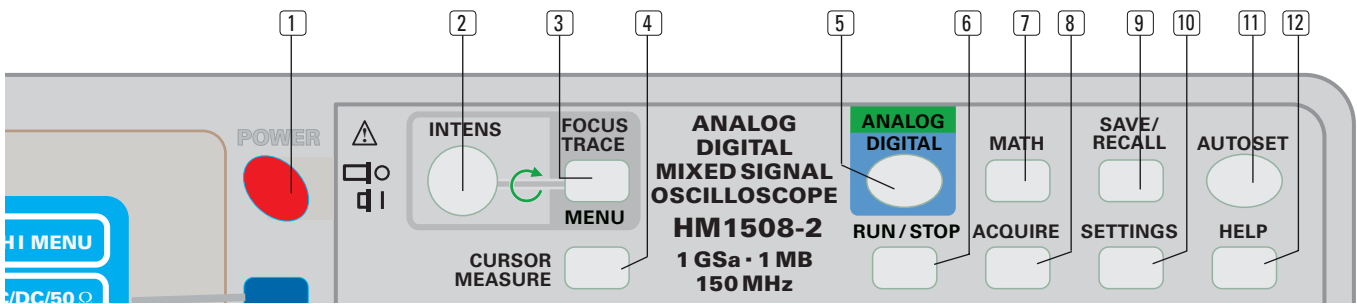 1 2 3 4 5 6 7 8 9 10 11 12
POWER
INTENS
FOCUS
TRACE
MENU
CURSOR
MEASURE
ANALOG
DIGITAL
MIXED SIGNAL
OSCILLOSCOPE
HM1508-2
1 GSa · 1 MB
150 MHz
ANALOG
DIGITAL
RUN / STOP
MATH
ACQUIRE
SAVE/
RECALL
SETTINGS
AUTOSET
HELP
H I MENU
/DC/50 Ω